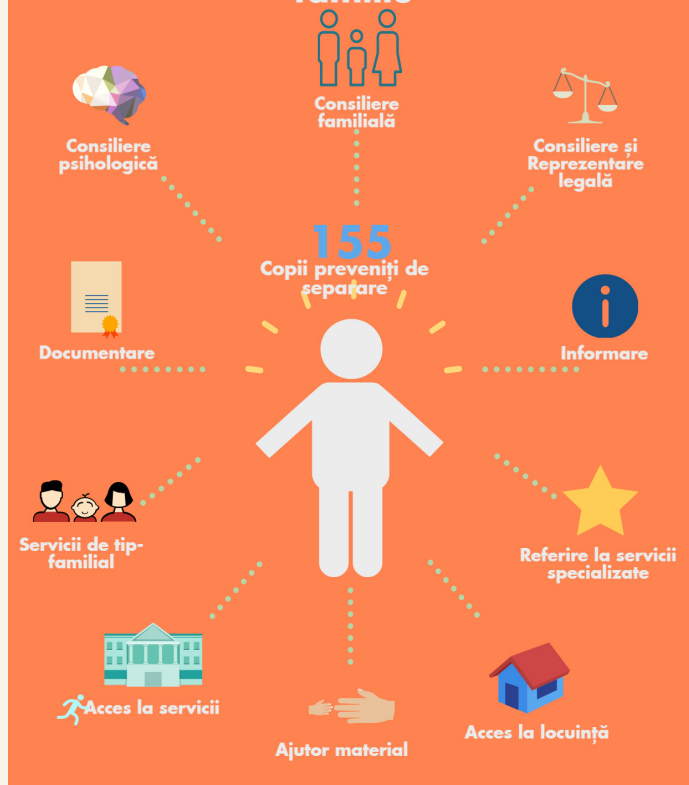 Consiliere
familială
Consiliere
psihologică
Consiliere și
Reprezentare
legală
155
Copii preveniți de
separare
Documentare
Informare
Servicii de tip-
familial
Referire la servicii
specializate
Acces la servicii
Ajutor material
Acces la locuință